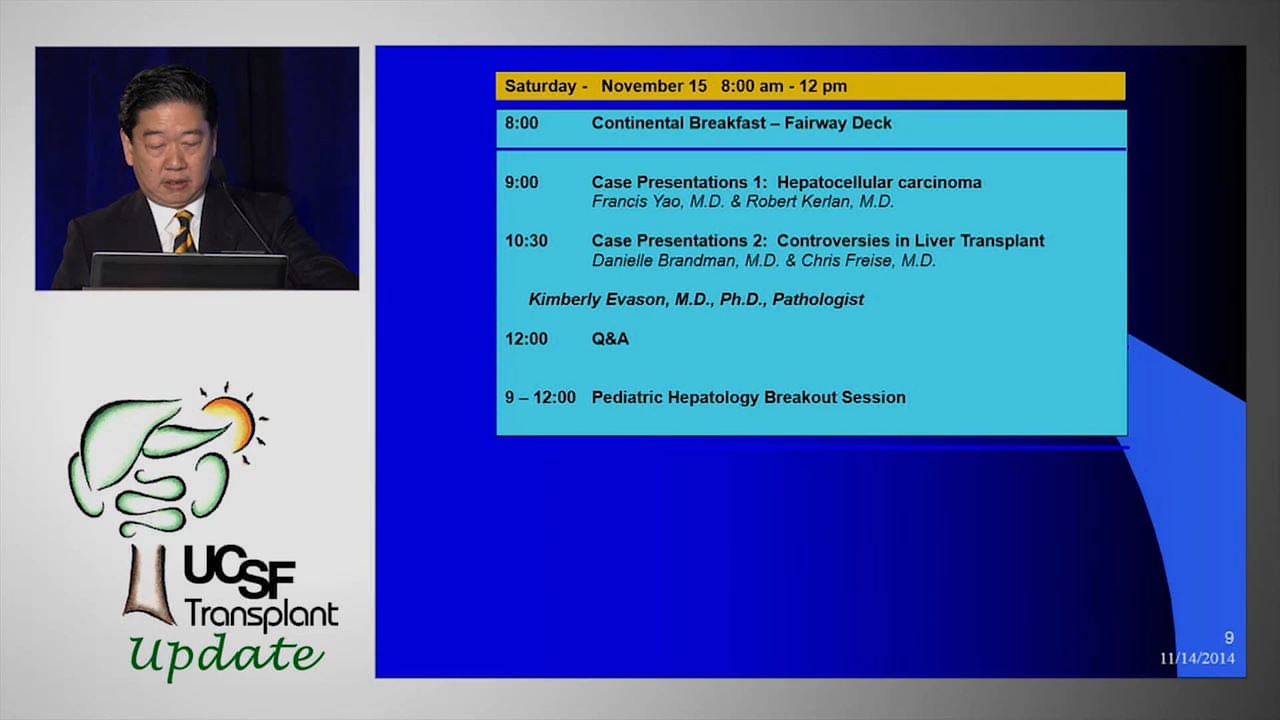 Saturday - November 15 8:00 am - 12 pm
8:00 Continental Breakfast – Fairway Deck
9:00 Case Presentations 1: Hepatocellular carcinoma
Francis Yao, M.D. & Robert Kerlan, M.D.
10:30 Case Presentations 2: Controversies in Liver Transplant
Danielle Brandman, M.D. & Chris Freise, M.D.
Kimberly Evason, M.D., Ph.D., Pathologist
12:00 Q&A
9 – 12:00 Pediatric Hepatology Breakout Session
9
11/14/2014
UCSF
Transplant
Update